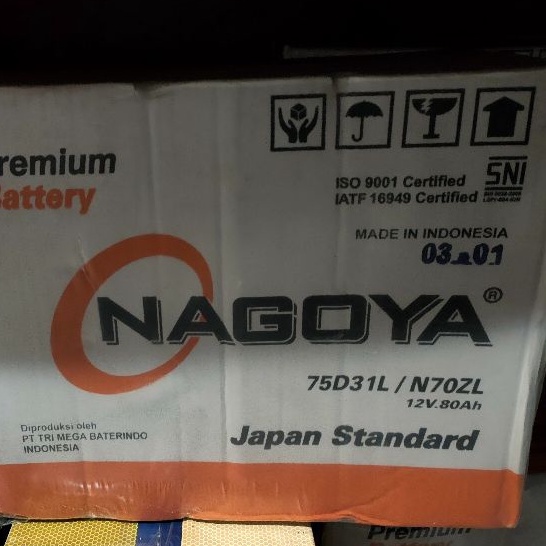 remium
Battery
SNI
ISO 9001 Certified
IATF 16949 Certified
MADE IN INDONESIA
NAGOYA®
75D31L / N70ZL
12V.80Ah
Diproduksi oleh
PT TRI MEGA BATERINDO
INDONESIA
Japan Standard
Premium